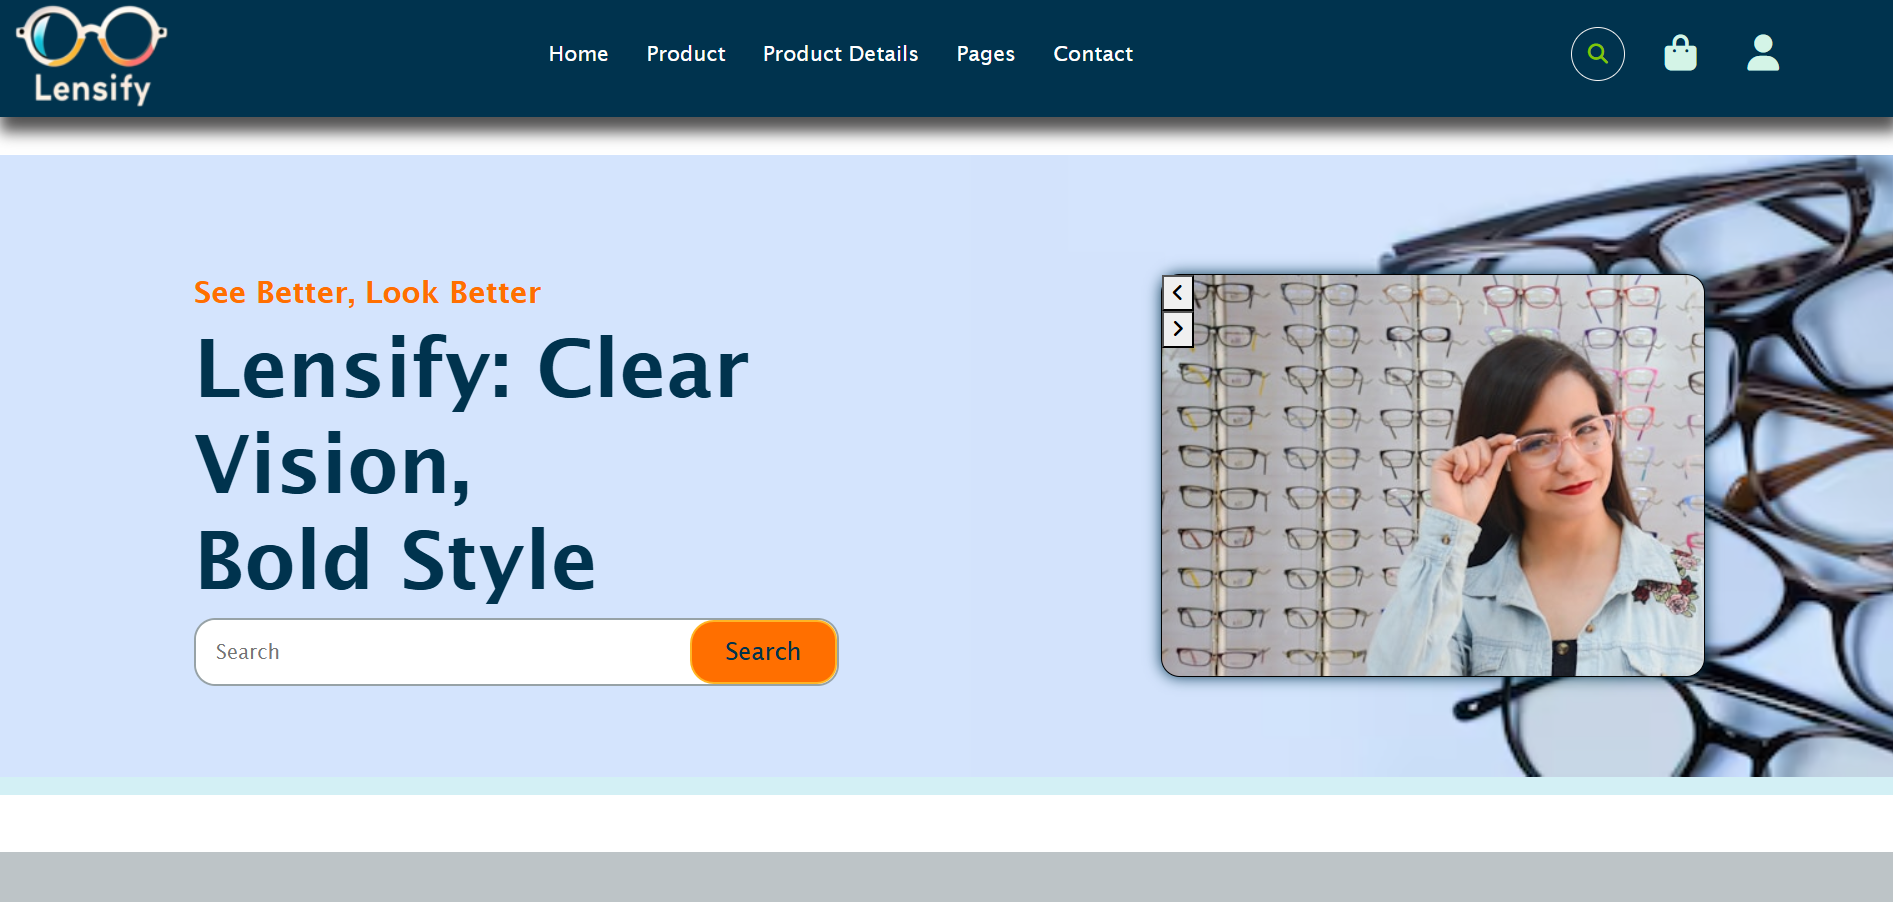 Lensify
Home Product Product Details Pages Contact
See Better, Look Better
Lensify: Clear
Vision,
Bold Style
Search Search